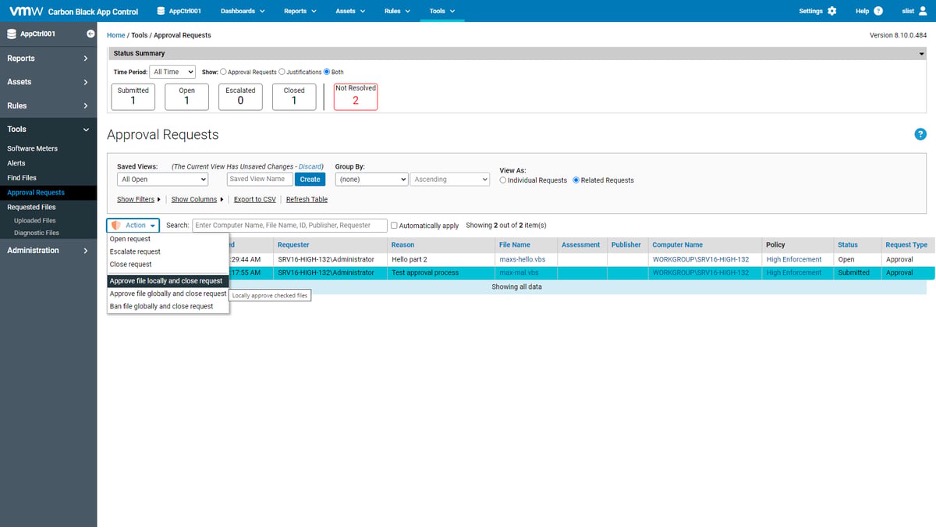 vmw Carbon Black App Control AppCtrl001 Dashboards Reports Assets Rules Tools Settings Help slist
AppCtrl001
Home / Tools / Approval Requests Version 8.10.0.484
Reports
Assets
Rules
Tools
Software Meters
Alerts
Find Files
Approval Requests
Requested Files
Uploaded Files
Diagnostic Files
Administration
Status Summary
Time Period: All Time Show: Approval Requests Justifications Both
Submitted Open Escalated Closed Not Resolved
1 1 0 1 2
Approval Requests ?
Saved Views: (The Current View Has Unsaved Changes - Discard) Group By: View As:
All Open Saved View Name Create (none) Ascending Individual Requests Related Requests
Show Filters Show Columns Export to CSV Refresh Table
Action Search: Enter Computer Name, File Name, ID, Publisher, Requester Automatically apply Showing 2 out of 2 item(s)
Open request
Escalate request
Close request
Approve file locally and close request
Approve file globally and close request
Ban file globally and close request
Locally approve checked files
Requester Reason File Name Assessment Publisher Computer Name Policy Status Request Type
:29:44 AM SRV16-HIGH-132\Administrator Hello part 2 maxs-hello.vbs WORKGROUP\SRV16-HIGH-132 High Enforcement Open Approval
:17:55 AM SRV16-HIGH-132\Administrator Test approval process max-mal.vbs WORKGROUP\SRV16-HIGH-132 High Enforcement Submitted Approval
Showing all data